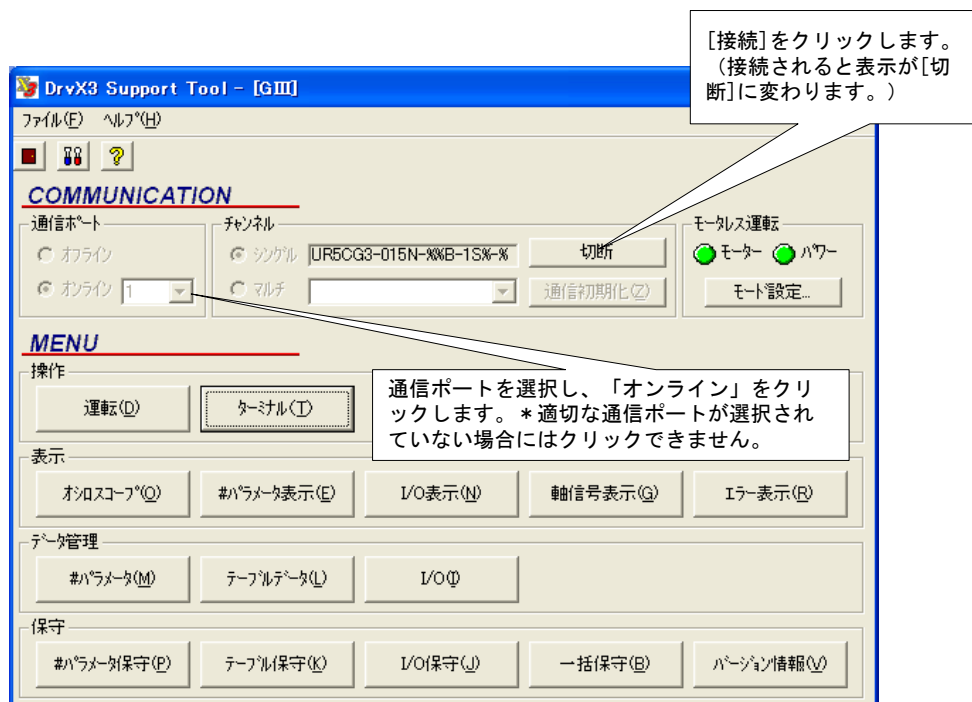 [接続]をクリックします。
（接続されると表示が[切
断]に変わります。）
DrvX3 Support Tool - [GⅢ]
ファイル(F) ヘルプ(H)
COMMUNICATION
通信ポート
チャンネル
モータレス運転
オフライン
シングル UR5CG3-015N-%%B-1S%-%
切断
モーター パワー
オンライン 1
マルチ
通信初期化(Z)
モード設定...
MENU
操作
運転(D) ターミナル(T)
通信ポートを選択し、「オンライン」をクリ
ックします。＊適切な通信ポートが選択され
ていない場合にはクリックできません。
表示
オシロスコープ(O) #パラメータ表示(E) I/O表示(N) 軸信号表示(G) エラー表示(R)
データ管理
#パラメータ(M) テーブルデータ(L) I/O(I)
保守
#パラメータ保守(P) テーブル保守(K) I/O保守(J) 一括保守(B) バージョン情報(V)